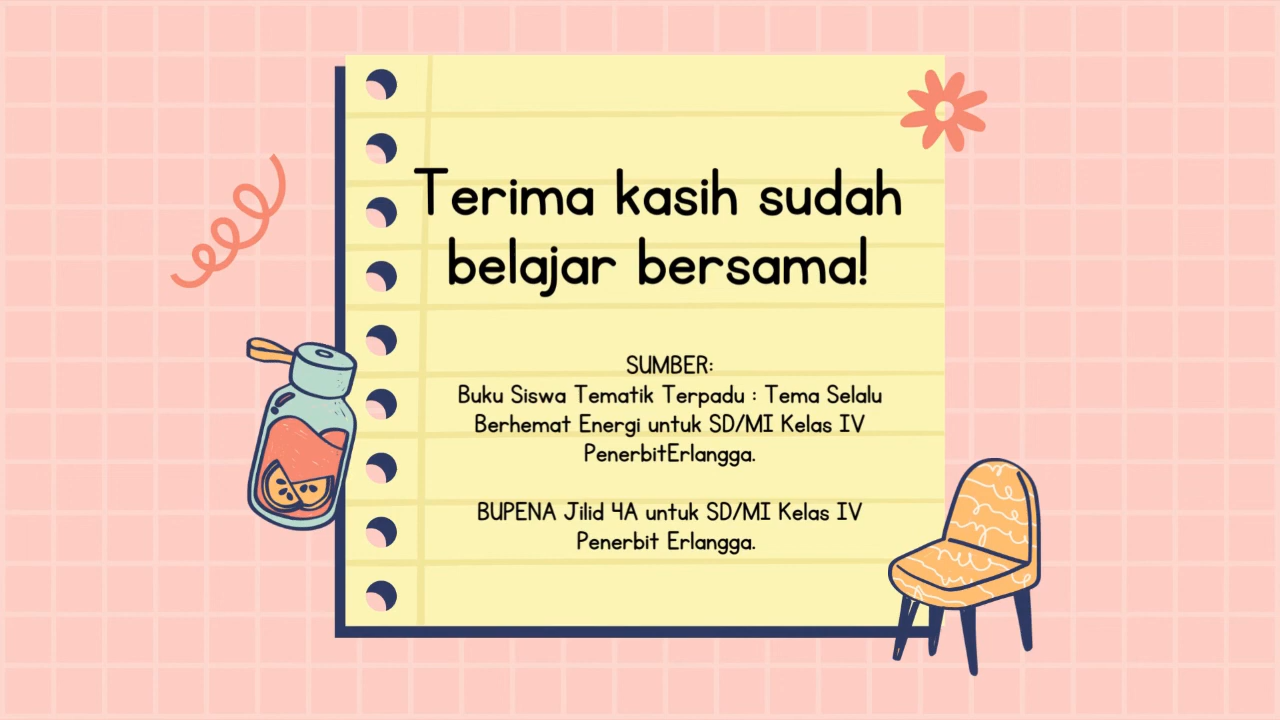 Terima kasih sudah
belajar bersama!
SUMBER:
Buku Siswa Tematik Terpadu : Tema Selalu
Berhemat Energi untuk SD/MI Kelas IV
PenerbitErlangga.
BUPENA Jilid 4A untuk SD/MI Kelas IV
Penerbit Erlangga.